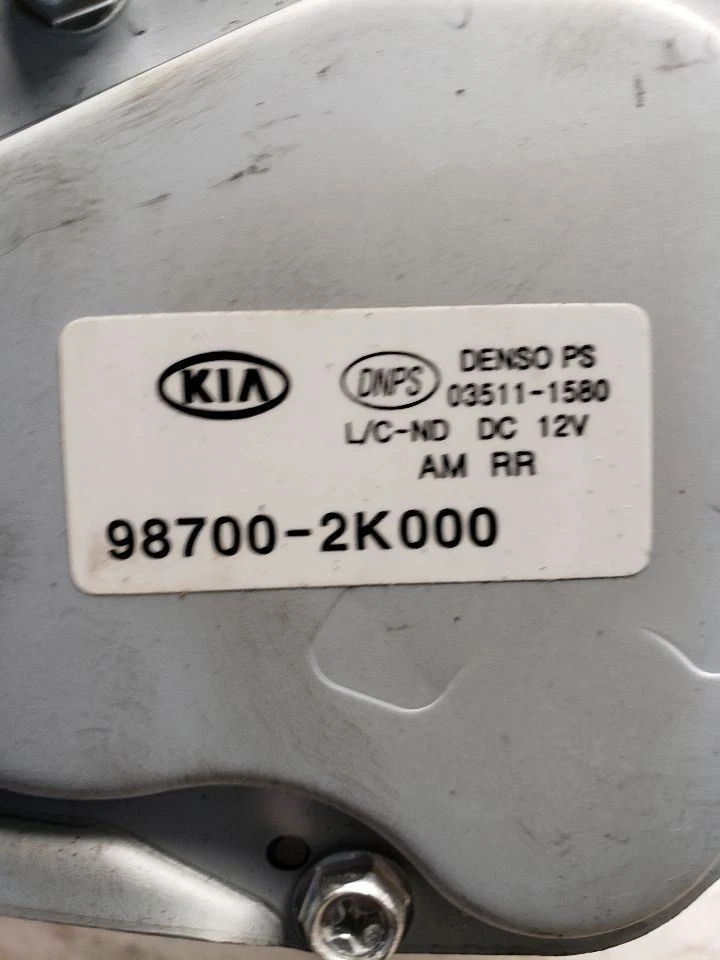 KIA DNPS DENSO PS
03511-1580
L/C-ND DC 12V
AM RR
98700-2K000